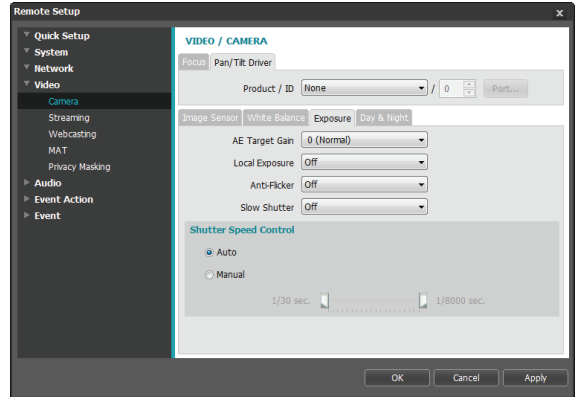 Remote Setup x
Quick Setup
System
Network
Video
Camera
Streaming
Webcasting
MAT
Privacy Masking
Audio
Event Action
Event
VIDEO / CAMERA
Focus Pan/Tilt Driver
Product / ID None / 0 Port...
Image Sensor White Balance Exposure Day & Night
AE Target Gain 0 (Normal)
Local Exposure Off
Anti-Flicker Off
Slow Shutter Off
Shutter Speed Control
Auto
Manual
1/30 sec. 1/8000 sec.
OK Cancel Apply